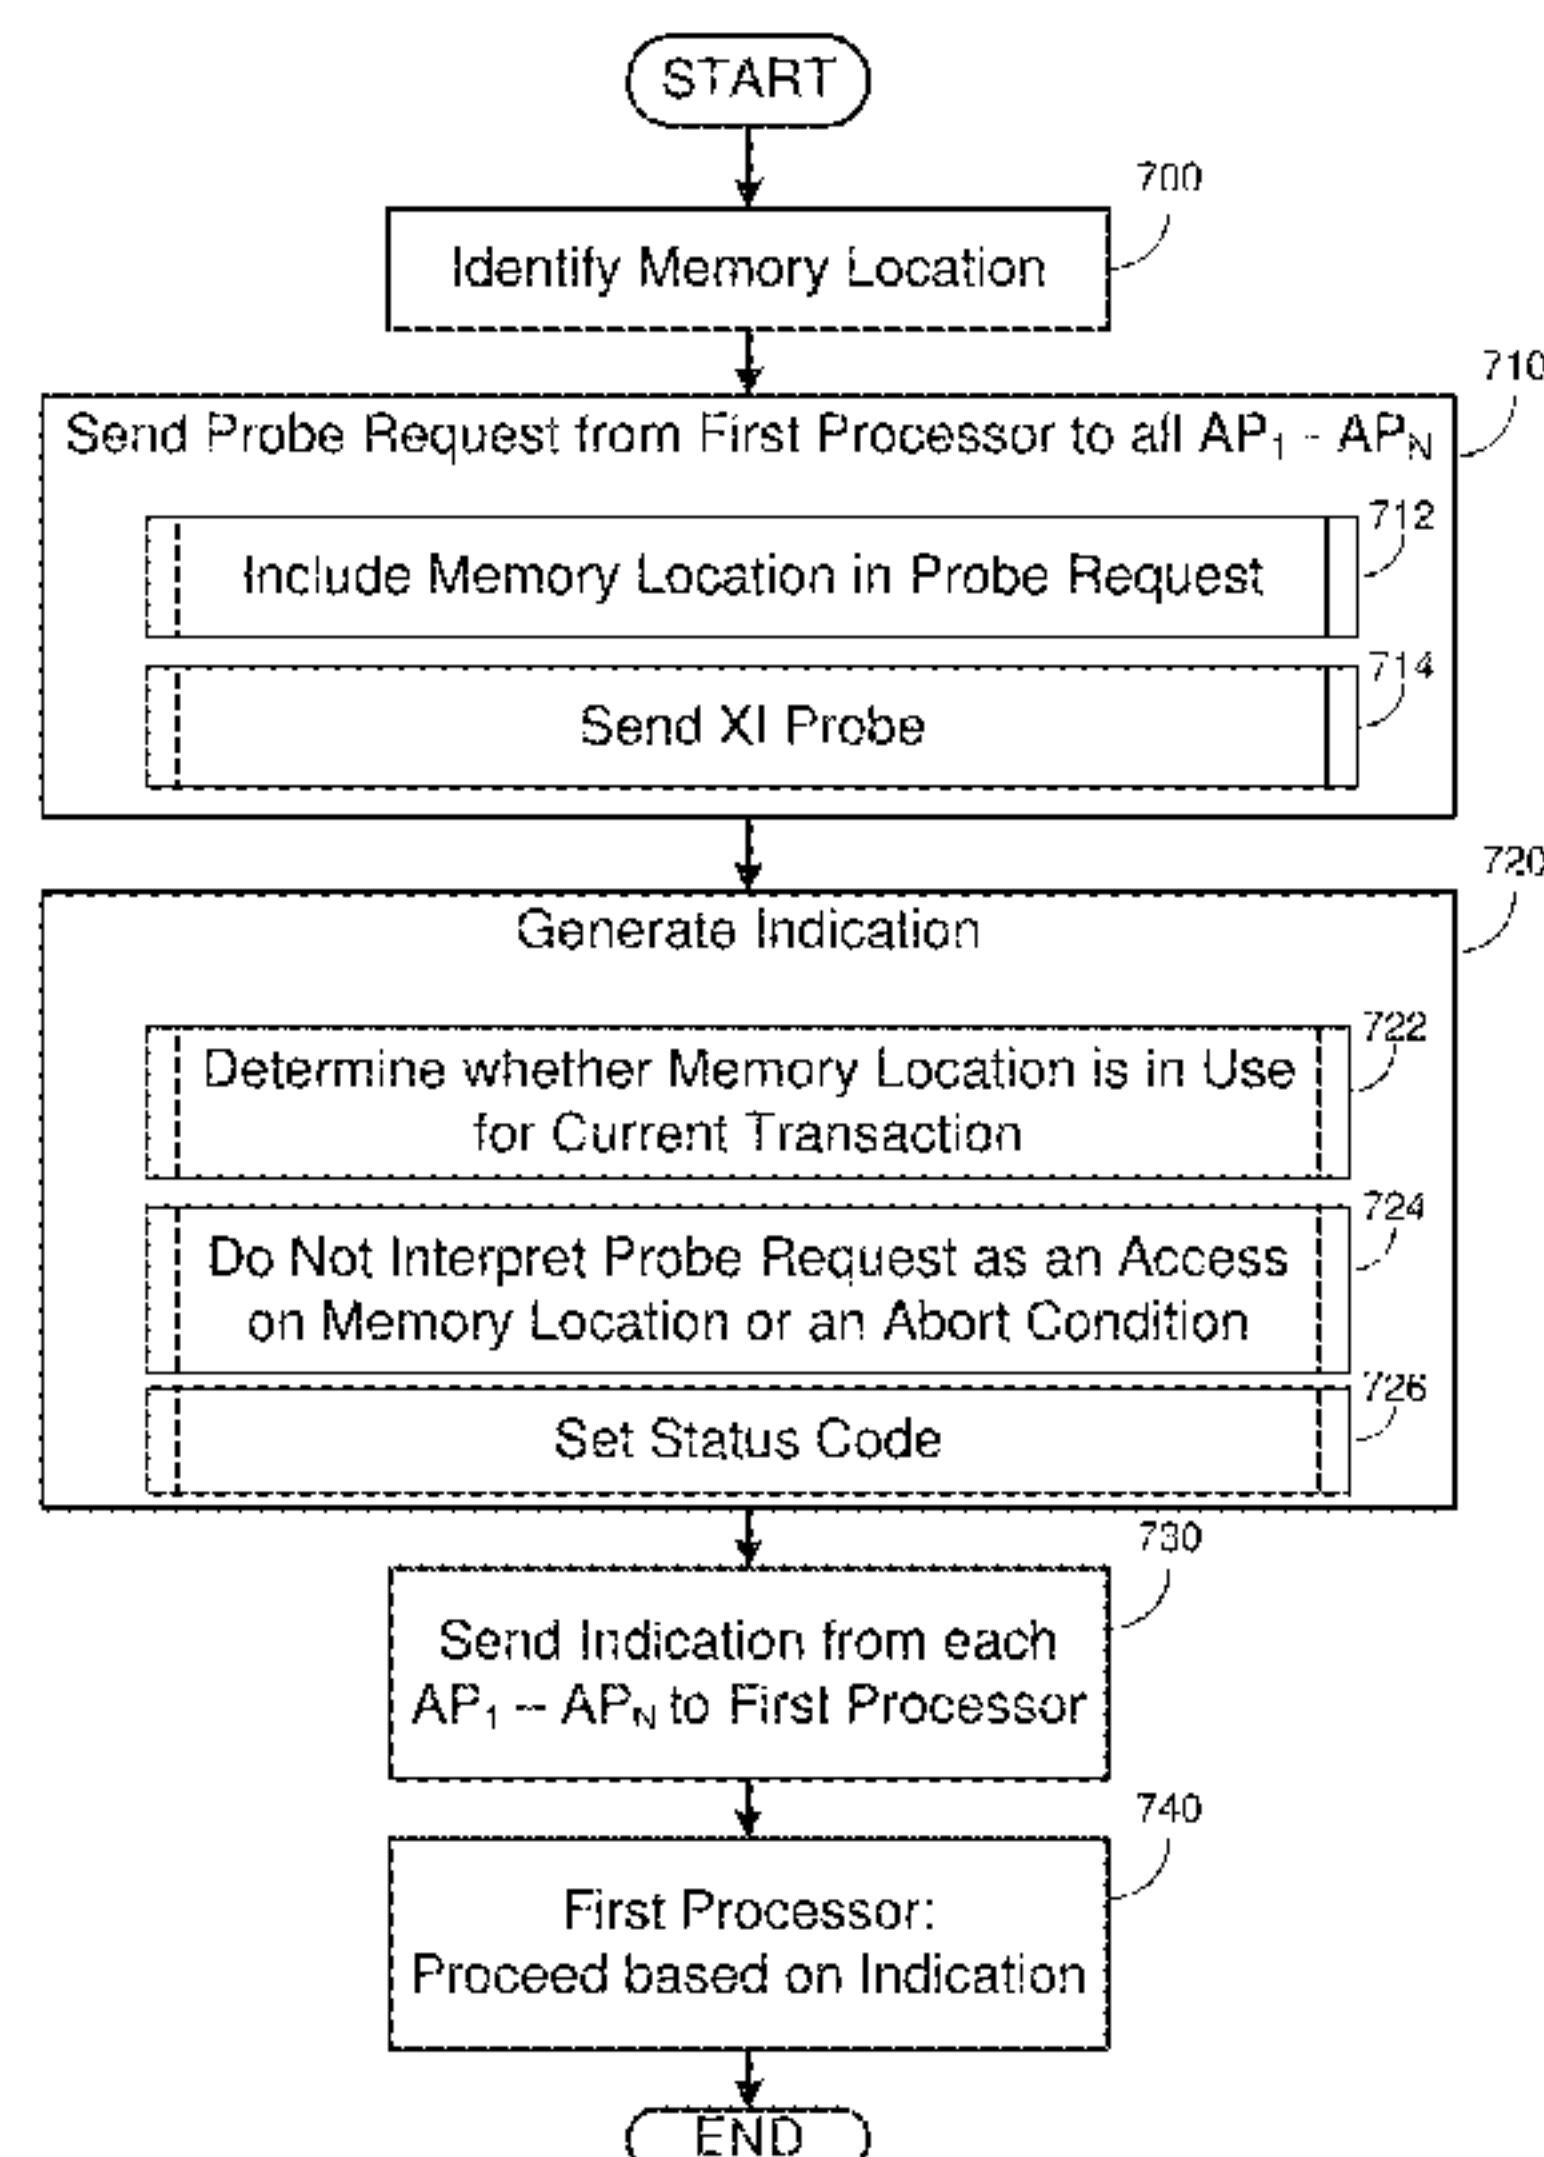 START
700
Identify Memory Location
710
Send Probe Request from First Processor to all AP₁ - APₙ
712
Include Memory Location in Probe Request
714
Send XI Probe
720
Generate Indication
722
Determine whether Memory Location is in Use
for Current Transaction
724
Do Not Interpret Probe Request as an Access
on Memory Location or an Abort Condition
726
Set Status Code
730
Send Indication from each
AP₁ – APₙ to First Processor
740
First Processor:
Proceed based on Indication
END